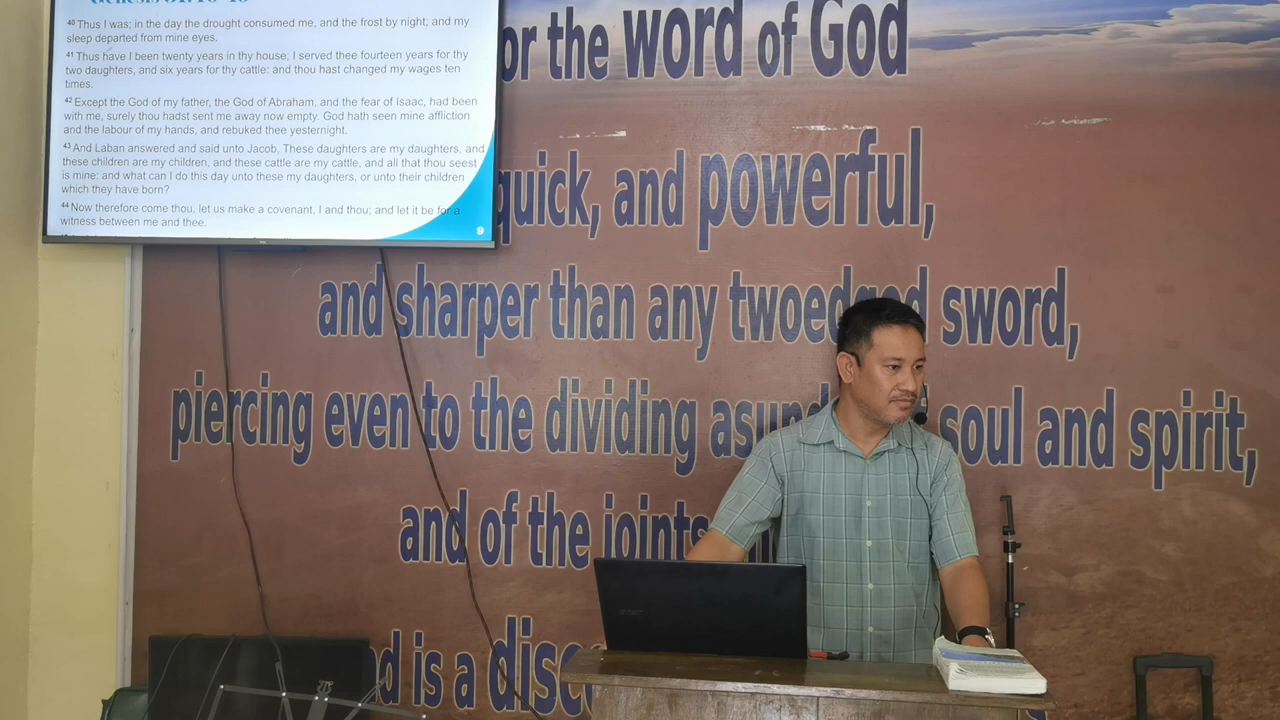 40 Thus I was; in the day the drought consumed me, and the frost by night; and my
sleep departed from mine eyes.
41 Thus have I been twenty years in thy house; I served thee fourteen years for thy
two daughters, and six years for thy cattle: and thou hast changed my wages ten
times.
42 Except the God of my father, the God of Abraham, and the fear of Isaac, had been
with me, surely thou hadst sent me away now empty. God hath seen mine affliction
and the labour of my hands, and rebuked thee yesternight.
43 And Laban answered and said unto Jacob, These daughters are my daughters, and
these children are my children, and these cattle are my cattle, and all that thou seest
is mine: and what can I do this day unto these my daughters, or unto their children
which they have born?
44 Now therefore come thou, let us make a covenant, I and thou; and let it be for a
witness between me and thee.
9
or the word of God
quick, and powerful,
and sharper than any twoedged sword,
piercing even to the dividing soul and spirit,
and of the joints
is a